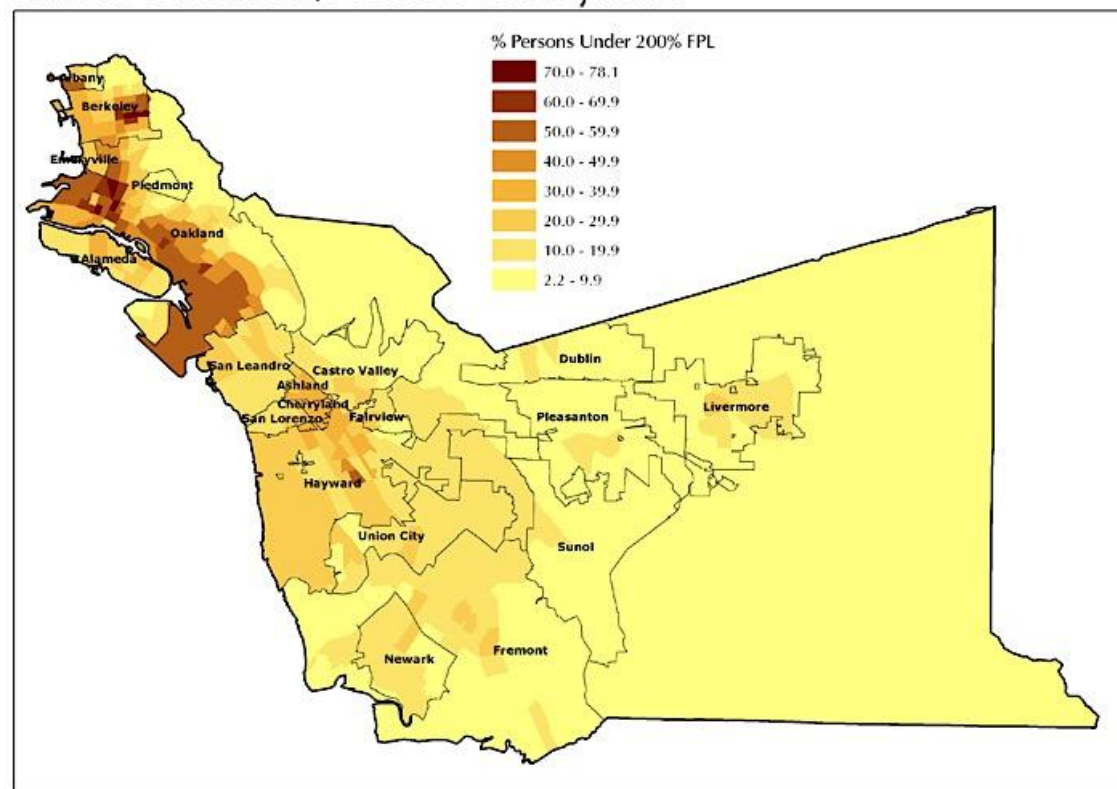 % Persons Under 200% FPL
70.0 - 78.1
60.0 - 69.9
50.0 - 59.9
40.0 - 49.9
30.0 - 39.9
20.0 - 29.9
10.0 - 19.9
2.2 - 9.9
Albany
Berkeley
Emeryville
Piedmont
Oakland
Alameda
San Leandro
Castro Valley
Dublin
Ashland
Cherryland
San Lorenzo
Fairview
Pleasanton
Livermore
Hayward
Union City
Sunol
Fremont
Newark